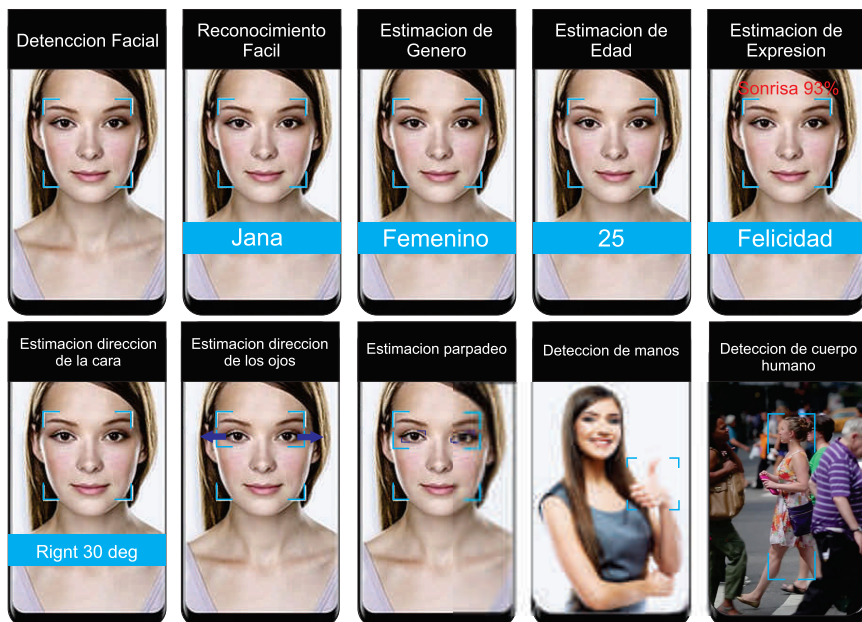 Detenccion Facial
Reconocimiento
Facil
Estimacion de
Genero
Estimacion de
Edad
Estimacion de
Expresion
Sonrisa 93%
Jana
Femenino
25
Felicidad
Estimacion direccion
de la cara
Estimacion direccion
de los ojos
Estimacion parpadeo
Deteccion de manos
Deteccion de cuerpo
humano
Rignt 30 deg